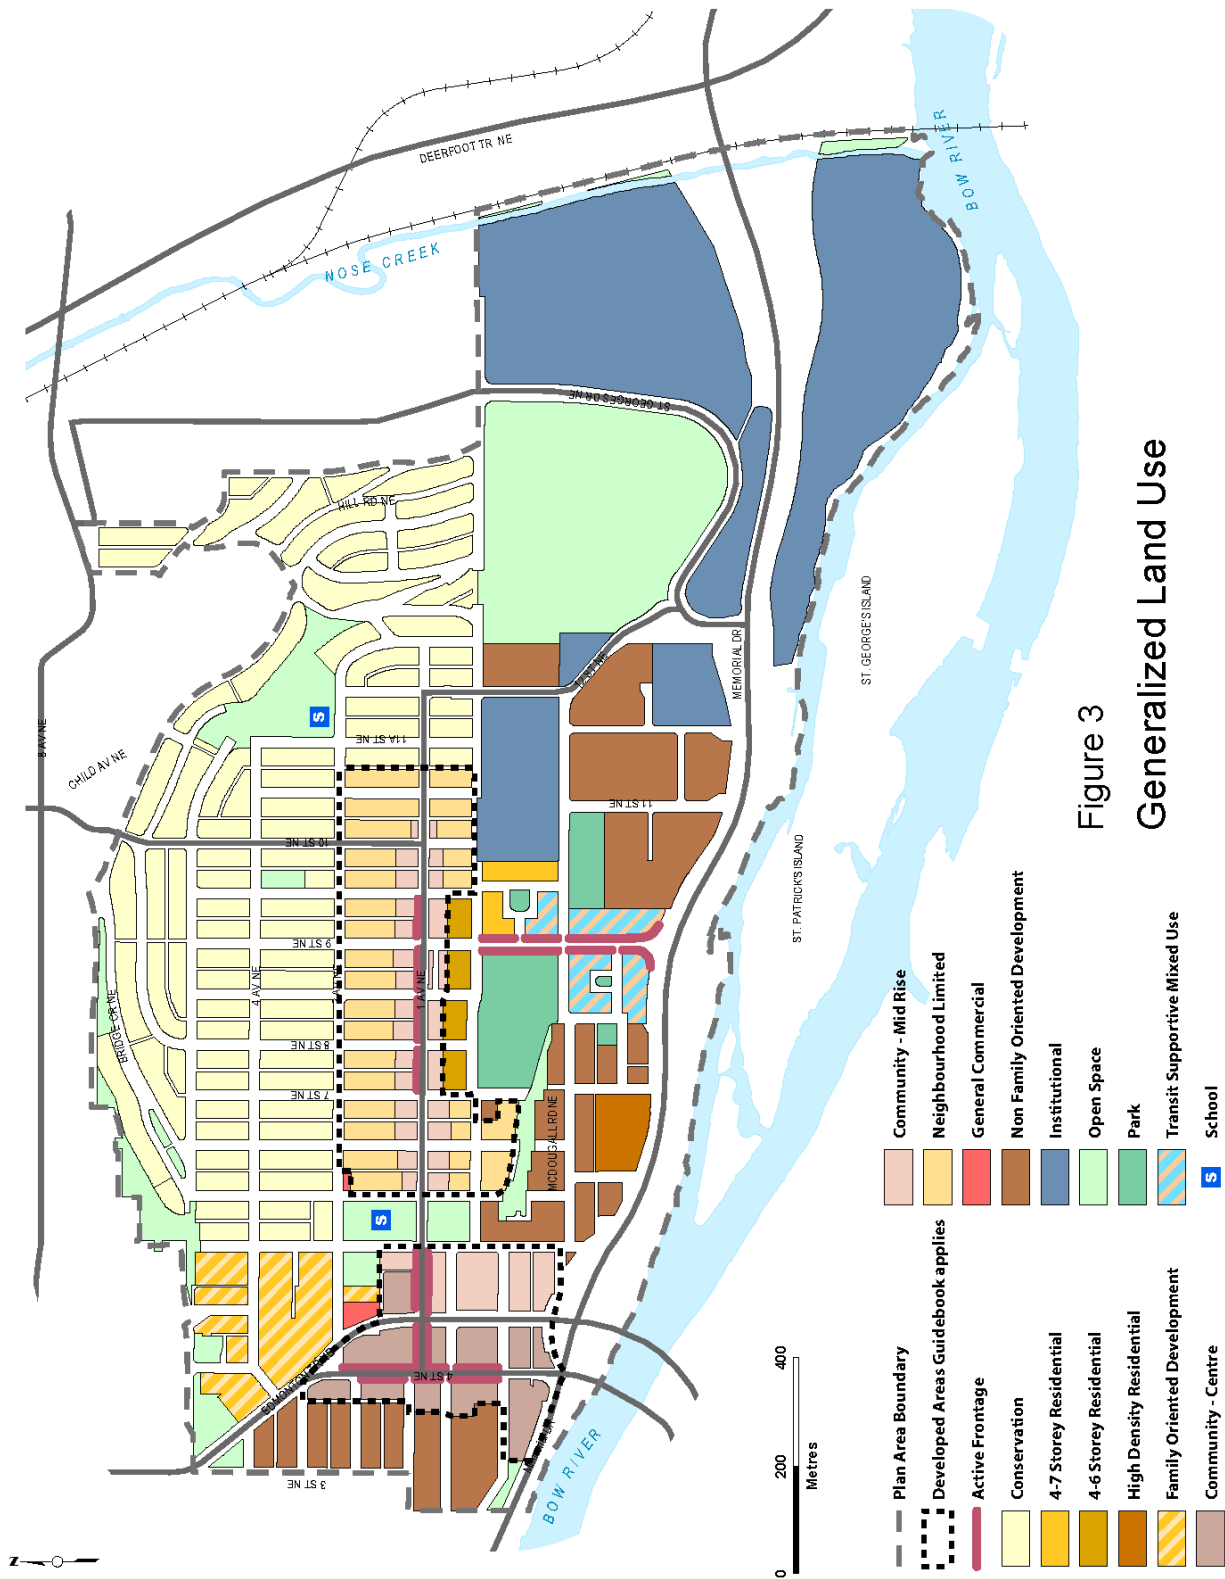 N
8 AV NE
CHILD AV NE
DEERFOOT TR NE
NOSE CREEK
BOW RIVER
HILL RD NE
ST GEORGES DR NE
11A ST NE
10 ST NE
9 ST NE
8 ST NE
7 ST NE
4 AV NE
BRIDGE CR NE
1 AV NE
11 ST NE
MEMORIAL DR
MCDOUGALL RD NE
4 ST NE
3 ST NE
BOW RIVER
ST. PATRICK'S ISLAND
ST. GEORGE'S ISLAND
S
S
0
200
400
Metres
Figure 3
Generalized Land Use
Plan Area Boundary
Developed Areas Guidebook applies
Active Frontage
Conservation
4-7 Storey Residential
4-6 Storey Residential
High Density Residential
Family Oriented Development
Community - Centre
Community - Mid Rise
Neighbourhood Limited
General Commercial
Non Family Oriented Development
Institutional
Open Space
Park
Transit Supportive Mixed Use
S
School